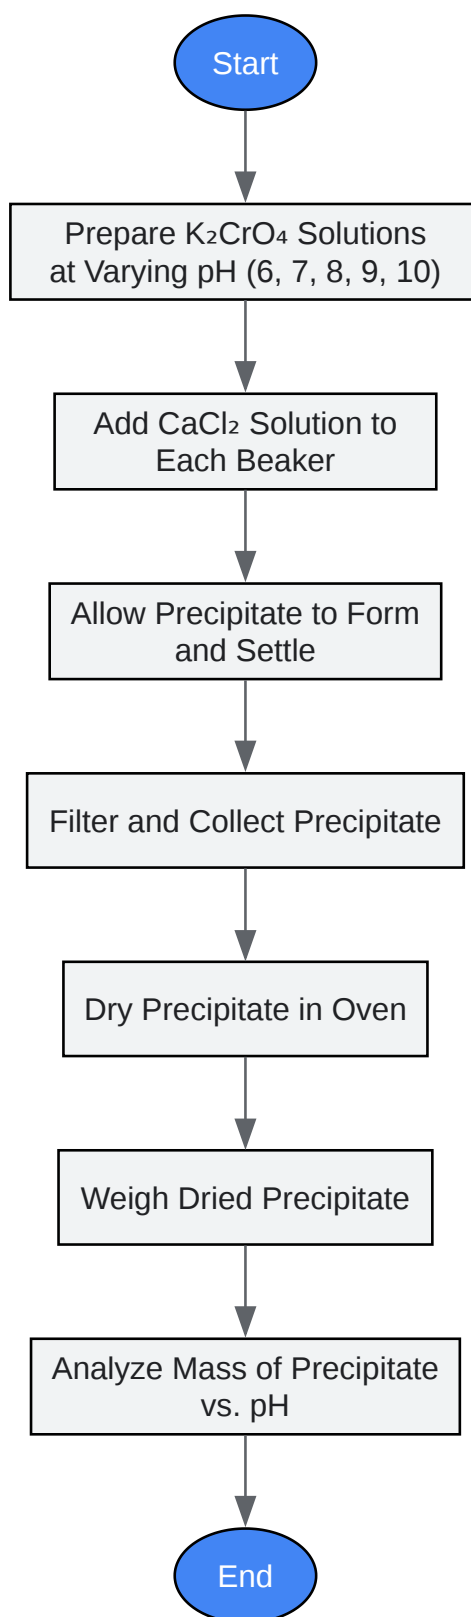 Start
Prepare K₂CrO₄ Solutions
at Varying pH (6, 7, 8, 9, 10)
Add CaCl₂ Solution to
Each Beaker
Allow Precipitate to Form
and Settle
Filter and Collect Precipitate
Dry Precipitate in Oven
Weigh Dried Precipitate
Analyze Mass of Precipitate
vs. pH
End